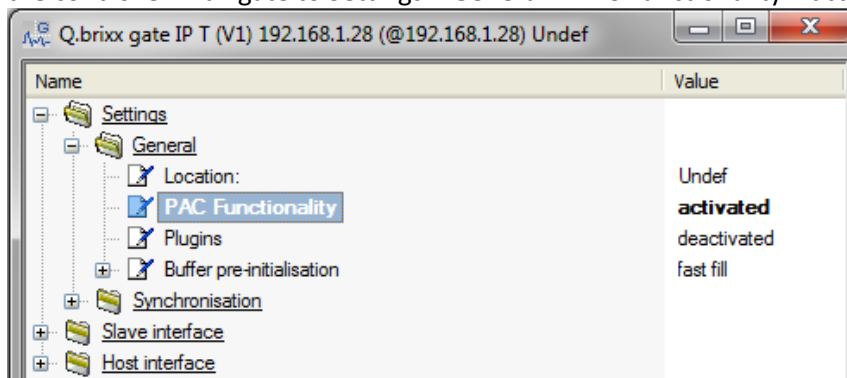 Q.brixx gate IP T (V1) 192.168.1.28 (@192.168.1.28) Undef
Name Value
Settings
General
Location: Undef
PAC Functionality activated
Plugins deactivated
Buffer pre-initialisation fast fill
Synchronisation
Slave interface
Host interface